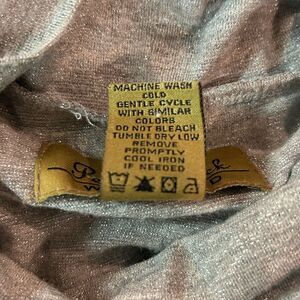 MACHINE WASH
COLD
GENTLE CYCLE
WITH SIMILAR
COLORS
DO NOT BLEACH
TUMBLE DRY LOW
REMOVE
PROMPTLY
COOL IRON
IF NEEDED